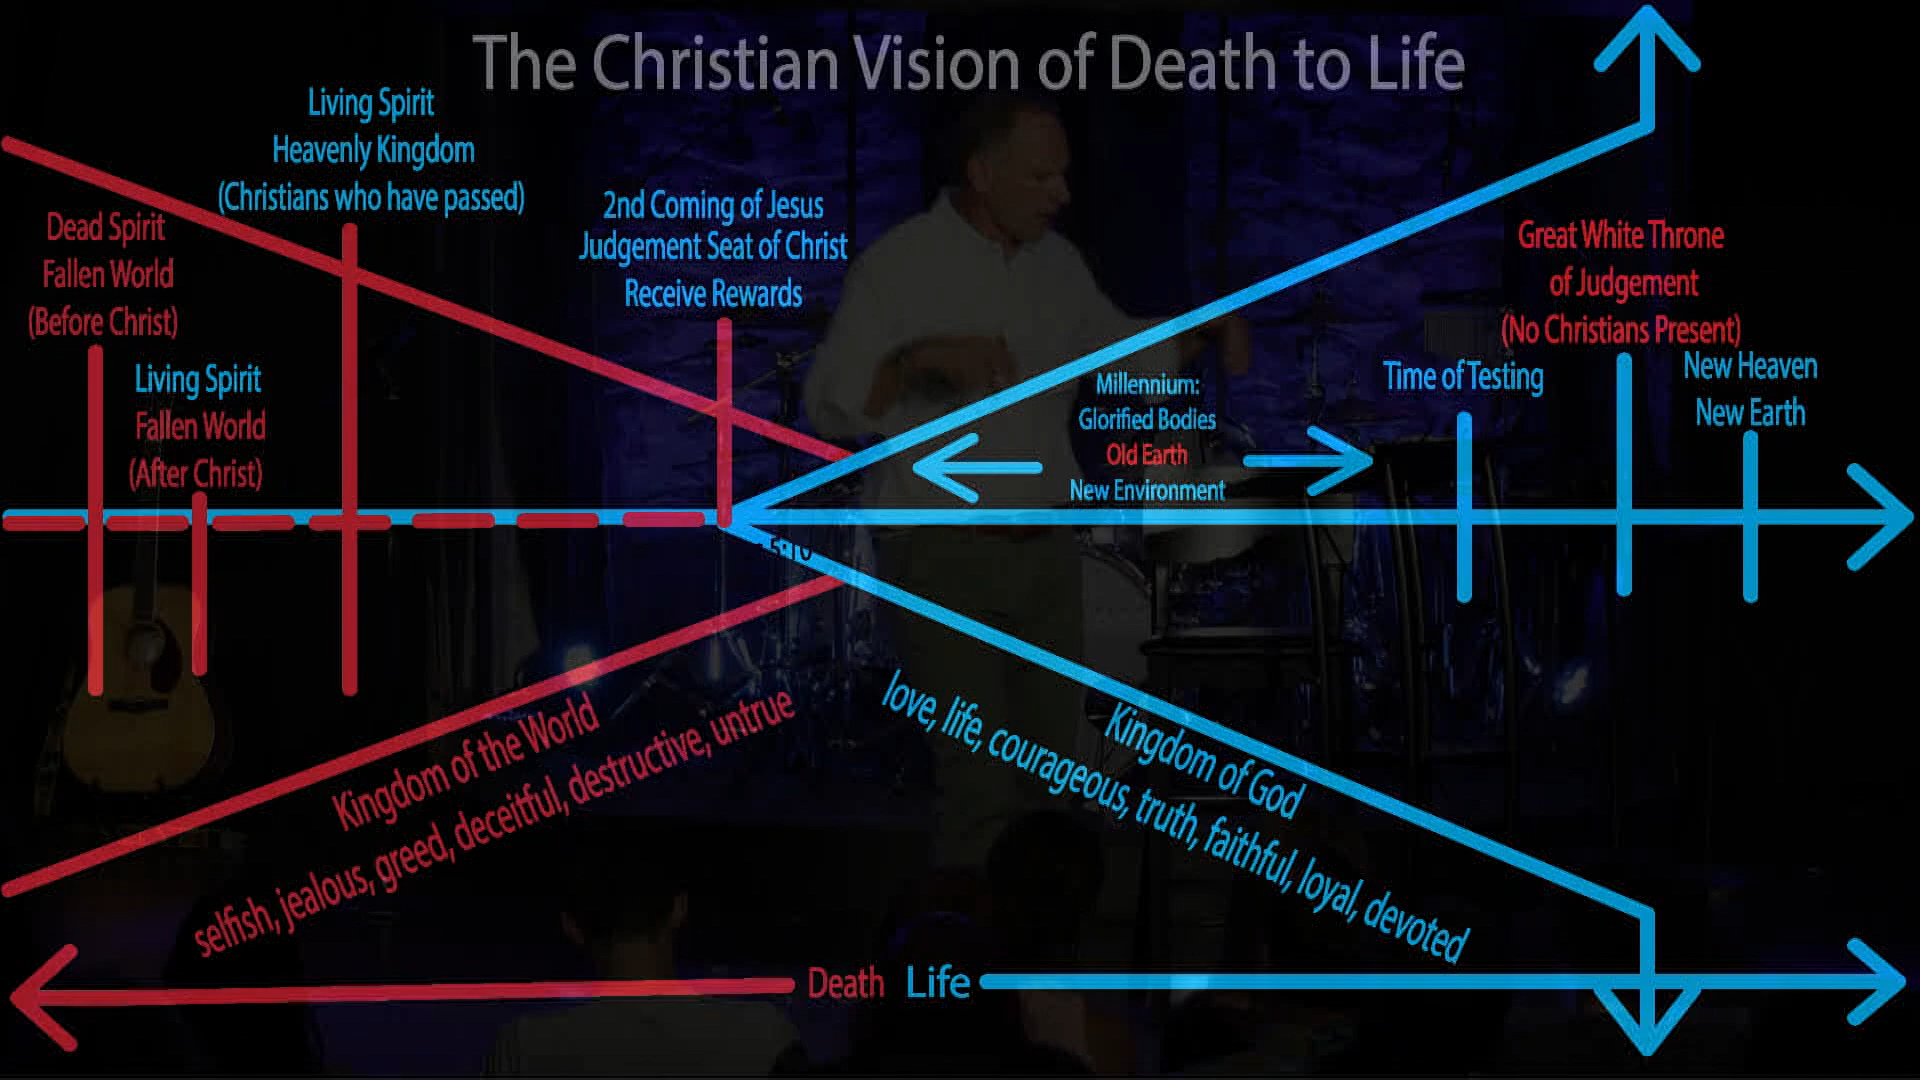 The Christian Vision of Death to Life
Living Spirit
Heavenly Kingdom
(Christians who have passed)
Dead Spirit
Fallen World
(Before Christ)
Living Spirit
Fallen World
(After Christ)
2nd Coming of Jesus
Judgement Seat of Christ
Receive Rewards
Millennium:
Glorified Bodies
Old Earth
New Environment
Time of Testing
Great White Throne
of Judgement
(No Christians Present)
New Heaven
New Earth
5:10
Kingdom of the World
selfish, jealous, greed, deceitful, destructive, untrue
Kingdom of God
love, life, courageous, truth, faithful, loyal, devoted
Death Life